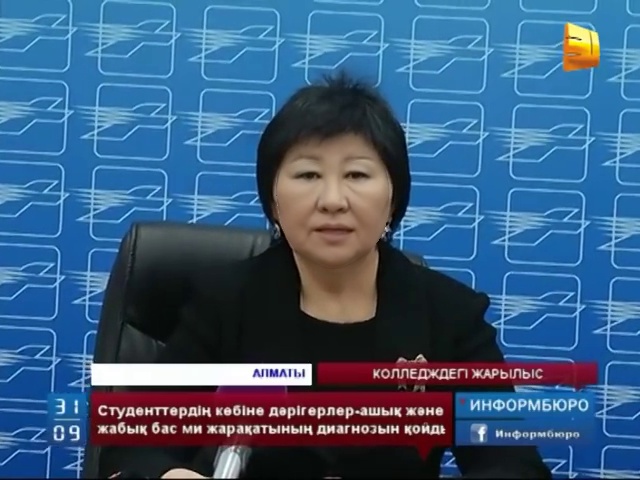 АЛМАТЫ
КОЛЛЕДЖДЕГІ ЖАРЫЛЫС
31
09
Студенттердің көбіне дәрігерлер-ашық және
жабық бас ми жарақатының диагнозын қойды
ИНФОРМБЮРО
Информбюро